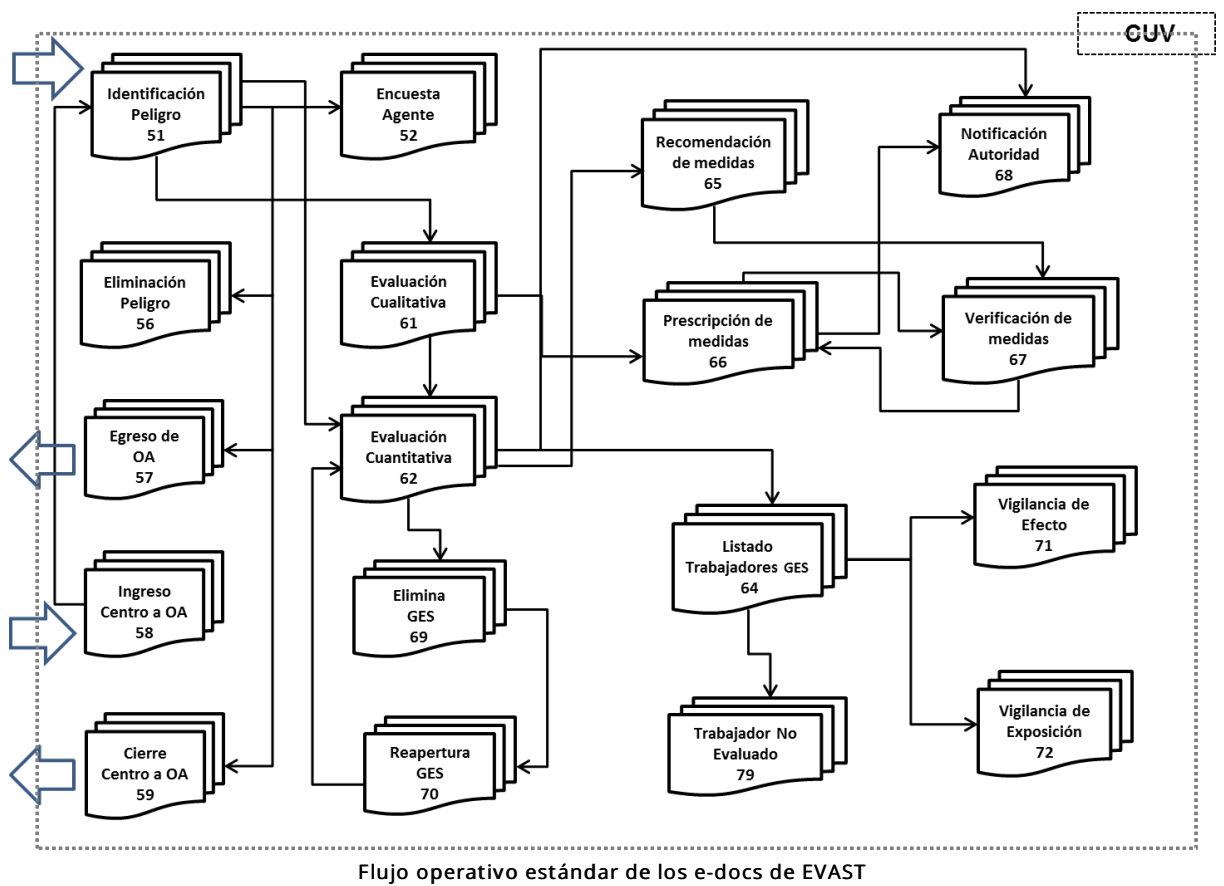 CUV
Identificación
Peligro
51
Encuesta
Agente
52
Recomendación
de medidas
65
Notificación
Autoridad
68
Eliminación
Peligro
56
Evaluación
Cualitativa
61
Prescripción de
medidas
66
Verificación de
medidas
67
Egreso de
OA
57
Evaluación
Cuantitativa
62
Vigilancia de
Efecto
71
Listado
Trabajadores GES
64
Ingreso
Centro a OA
58
Elimina
GES
69
Vigilancia de
Exposición
72
Trabajador No
Evaluado
79
Cierre
Centro a OA
59
Reapertura
GES
70
Flujo operativo estándar de los e-docs de EVAST